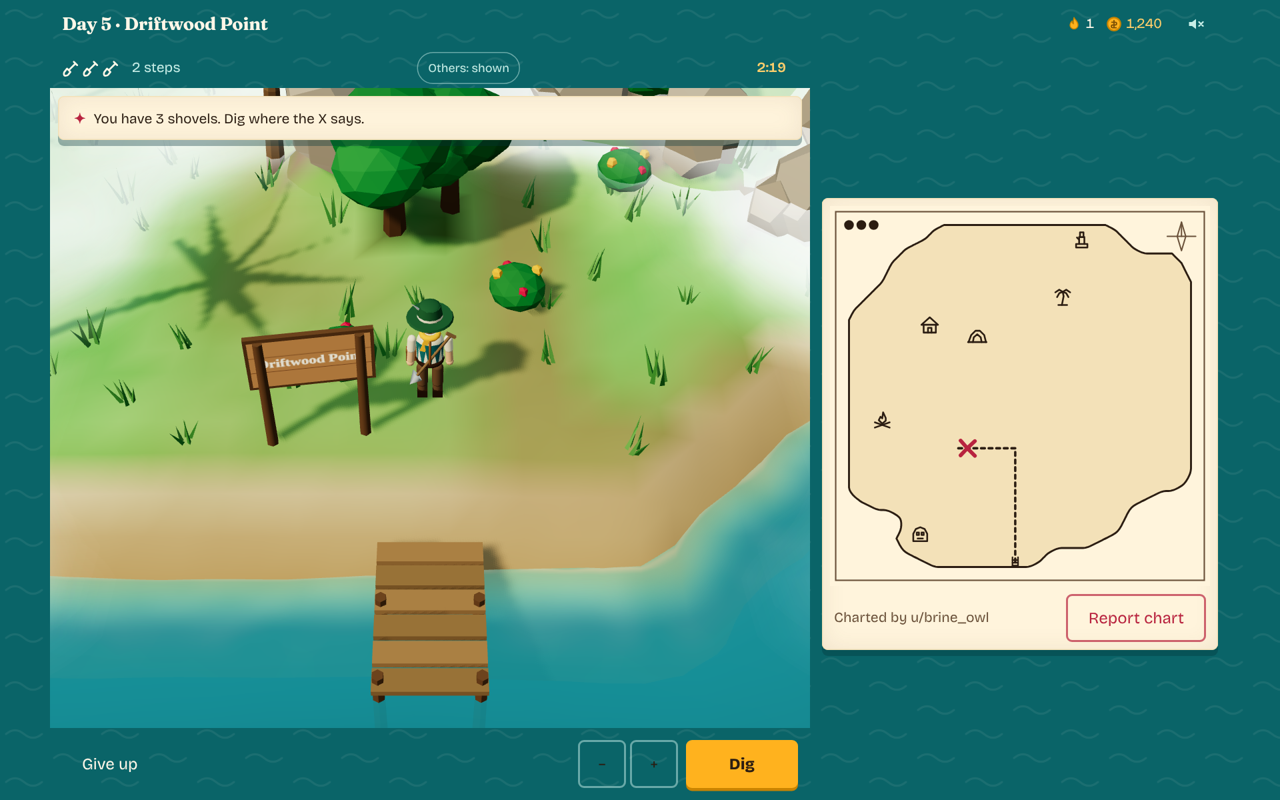 Day 5 · Driftwood Point
1
1,240
2 steps
Others: shown
2:19
You have 3 shovels. Dig where the X says.
Driftwood Poin
Charted by u/brine_owl
Report chart
Give up
-
+
Dig